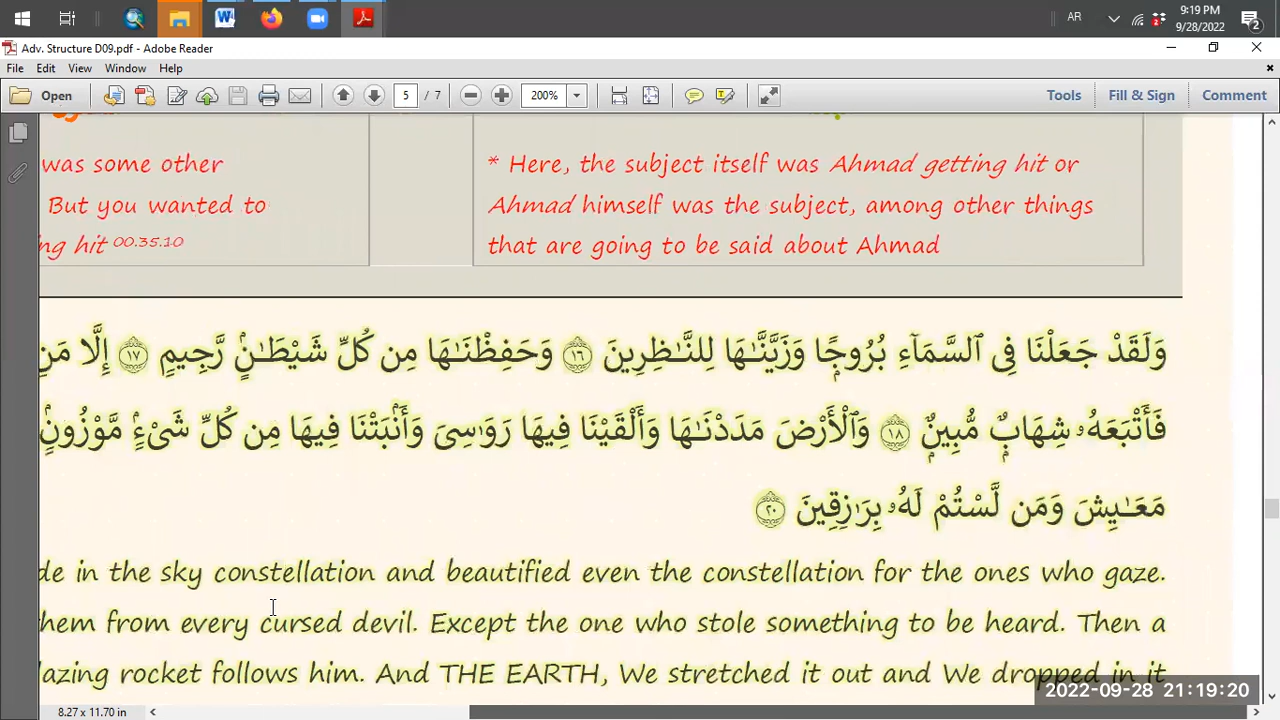 9:19 PM
AR
9/28/2022
2
Adv. Structure D09.pdf - Adobe Reader
File Edit View Window Help
Open 5 / 7 200% Tools Fill & Sign Comment
was some other
But you wanted to
ng hit 00.35.10
* Here, the subject itself was Ahmad getting hit or
Ahmad himself was the subject, among other things
that are going to be said about Ahmad
وَلَقَدْ جَعَلْنَا فِى ٱلسَّمَآءِ بُرُوجًۭا وَزَيَّنَّـٰهَا لِلنَّـٰظِرِينَ ١٦ وَحَفِظْنَـٰهَا مِن كُلِّ شَيْطَـٰنٍۢ رَّجِيمٍ ١٧ إِلَّا مَنِ
فَأَتْبَعَهُۥ شِهَابٌۭ مُّبِينٌۭ ١٨ وَٱلْأَرْضَ مَدَدْنَـٰهَا وَأَلْقَيْنَا فِيهَا رَوَٰسِىَ وَأَنۢبَتْنَا فِيهَا مِن كُلِّ شَىْءٍۢ مَّوْزُونٍۢ
مَعَـٰيِشَ وَمَن لَّسْتُمْ لَهُۥ بِرَٰزِقِينَ ٢٠
de in the sky constellation and beautified even the constellation for the ones who gaze.
them from every cursed devil. Except the one who stole something to be heard. Then a
lazing rocket follows him. And THE EARTH, We stretched it out and We dropped in it
2022-09-28 21:19:20
8.27 x 11.70 in